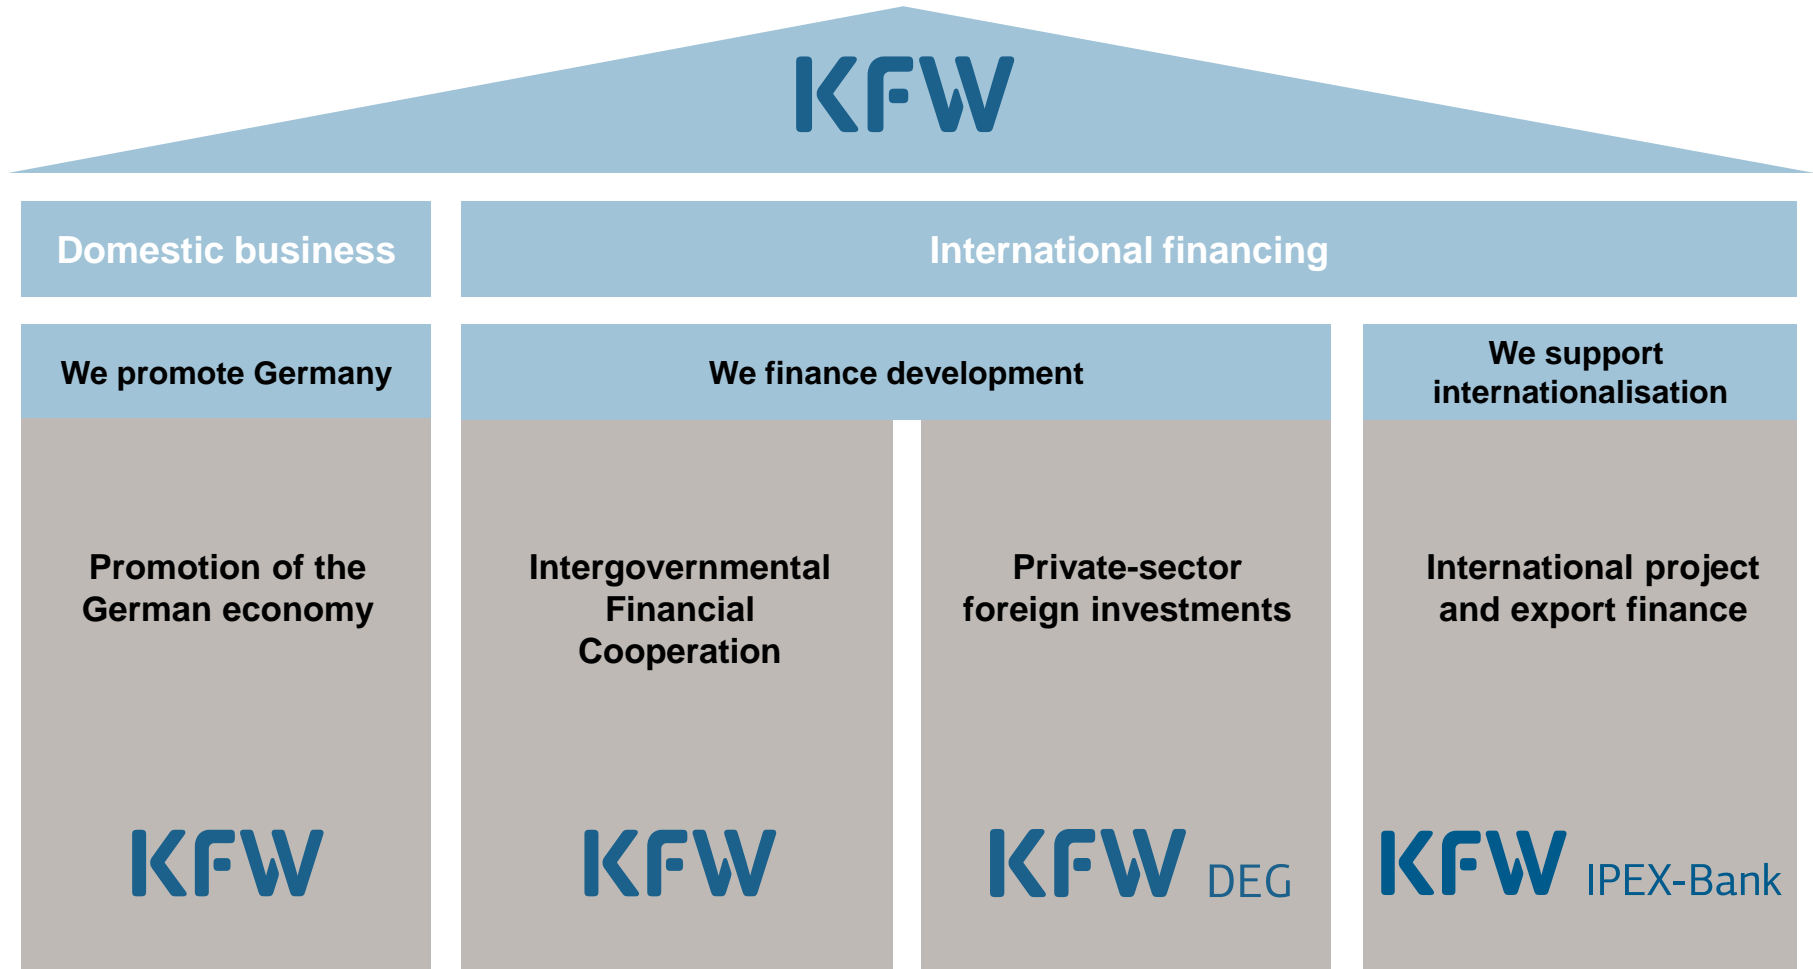 KFW
Domestic business
International financing
We promote Germany
We finance development
We support
internationalisation
Promotion of the
German economy
Intergovernmental
Financial
Cooperation
Private-sector
foreign investments
International project
and export finance
KFW
KFW
KFW DEG
KFW IPEX-Bank